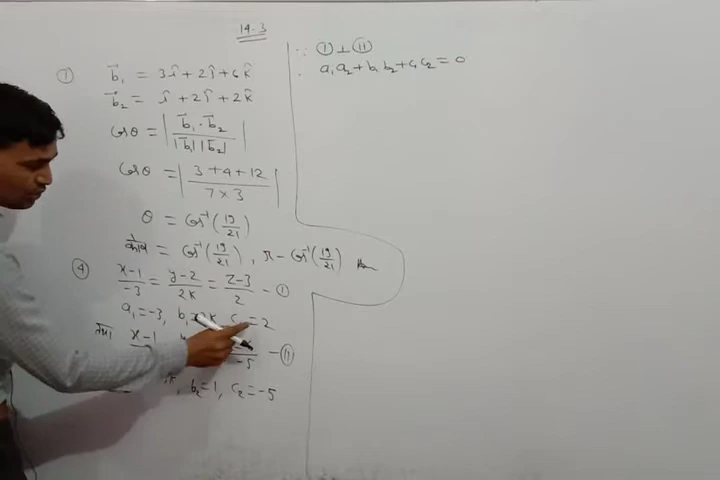 14.3
① b⃗₁ = 3î + 2ĵ + 6k̂
b⃗₂ = î + 2ĵ + 2k̂
cosθ = | b⃗₁ · b⃗₂ / |b⃗₁| |b⃗₂| |
cosθ = | 3 + 4 + 12 / 7 × 3 |
θ = cos⁻¹(19/21)
कोण = cos⁻¹(19/21), π − cos⁻¹(19/21)
④ x−1/−3 = y−2/2k = z−3/2 − ①
a₁ = −3, b₁ = 2k, c₁ = 2
तथा x−1 −5 − ⑪
b₂ = 1, c₂ = −5
∵ ① ⊥ ⑪
∴ a₁a₂ + b₁b₂ + c₁c₂ = 0